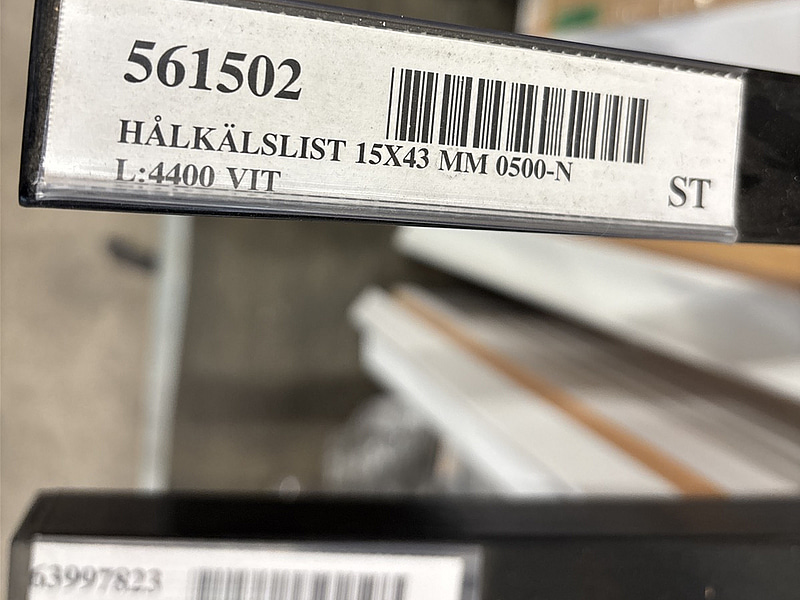 561502
HÅLKÄLSLIST 15X43 MM 0500-N
L:4400 VIT
ST
63997823